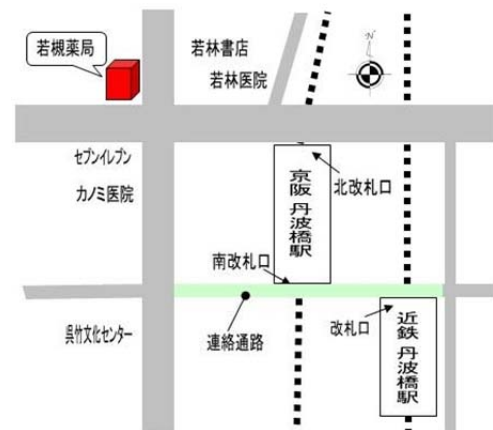 若槻薬局
若林書店
若林医院
N
セブンイレブン
カノミ医院
京阪 丹波橋駅
北改札口
南改札口
連絡通路
呉竹文化センター
改札口
近鉄 丹波橋駅